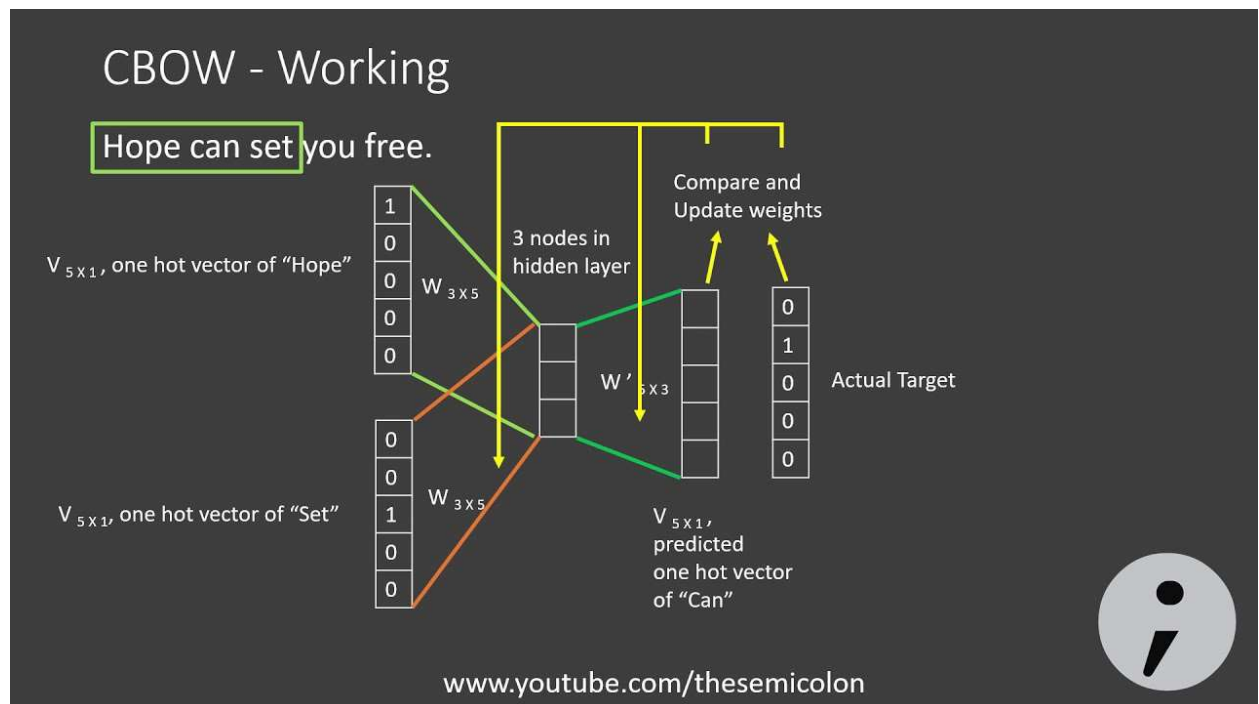 CBOW - Working
Hope can set you free.
Compare and
Update weights
3 nodes in
hidden layer
V 5 X 1, one hot vector of “Hope”
1
0
0
0
0
W 3 X 5
W ’ 5 X 3
0
1
0
0
0
Actual Target
V 5 X 1, one hot vector of “Set”
0
0
1
0
0
W 3 X 5
V 5 X 1,
predicted
one hot vector
of “Can”
www.youtube.com/thesemicolon